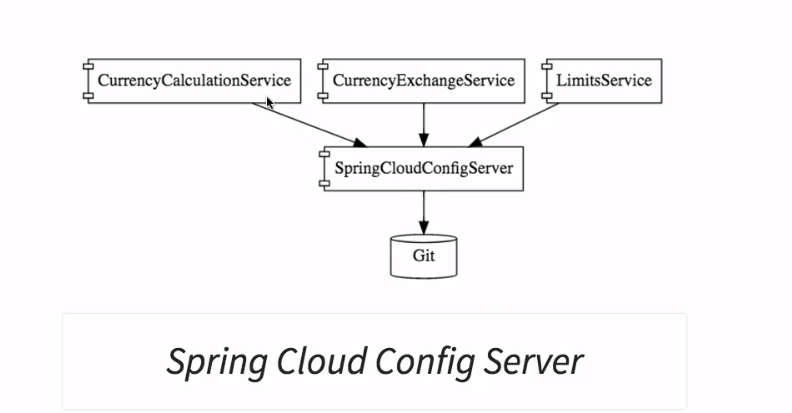 CurrencyCalculationService CurrencyExchangeService LimitsService
SpringCloudConfigServer
Git
Spring Cloud Config Server